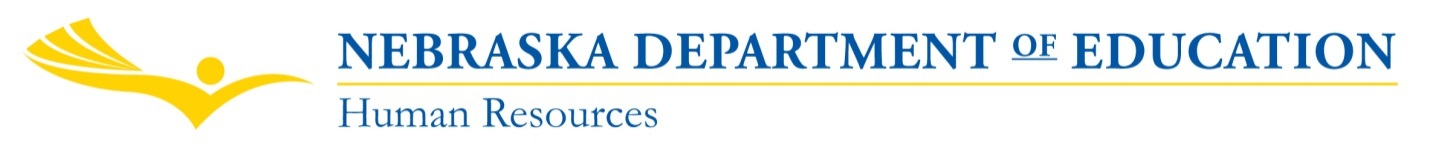 NEBRASKA DEPARTMENT OF EDUCATION
Human Resources